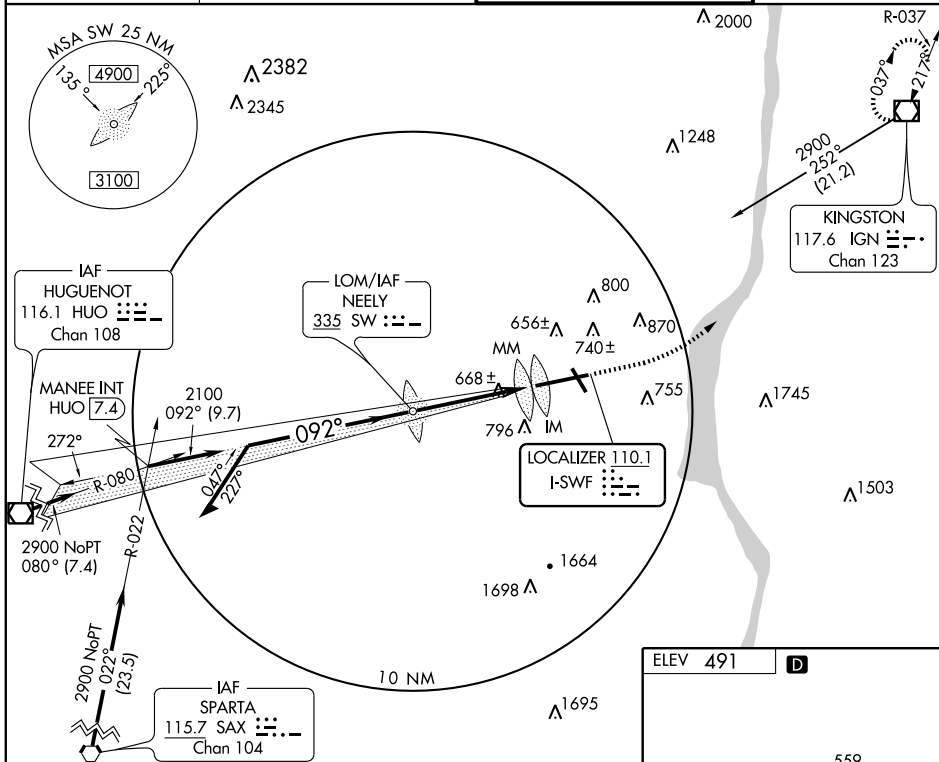 MSA SW 25 NM
135°
4900
225°
3100
2382
2345
2000
1248
R-037
037°
217°
2900
252°
(21.2)
KINGSTON
117.6 IGN
Chan 123
IAF
HUGUENOT
116.1 HUO
Chan 108
LOM/IAF
NEELY
335 SW
800
656±
740±
870
MM
668±
755
1745
MANEE INT
HUO 7.4
2100
092° (9.7)
092°
796
IM
272°
R-080
047°
227°
LOCALIZER 110.1
I-SWF
1503
2900 NoPT
080° (7.4)
R-022
1664
1698
2900 NoPT
022°
(23.5)
10 NM
IAF
SPARTA
115.7 SAX
Chan 104
1695
ELEV 491 D
559